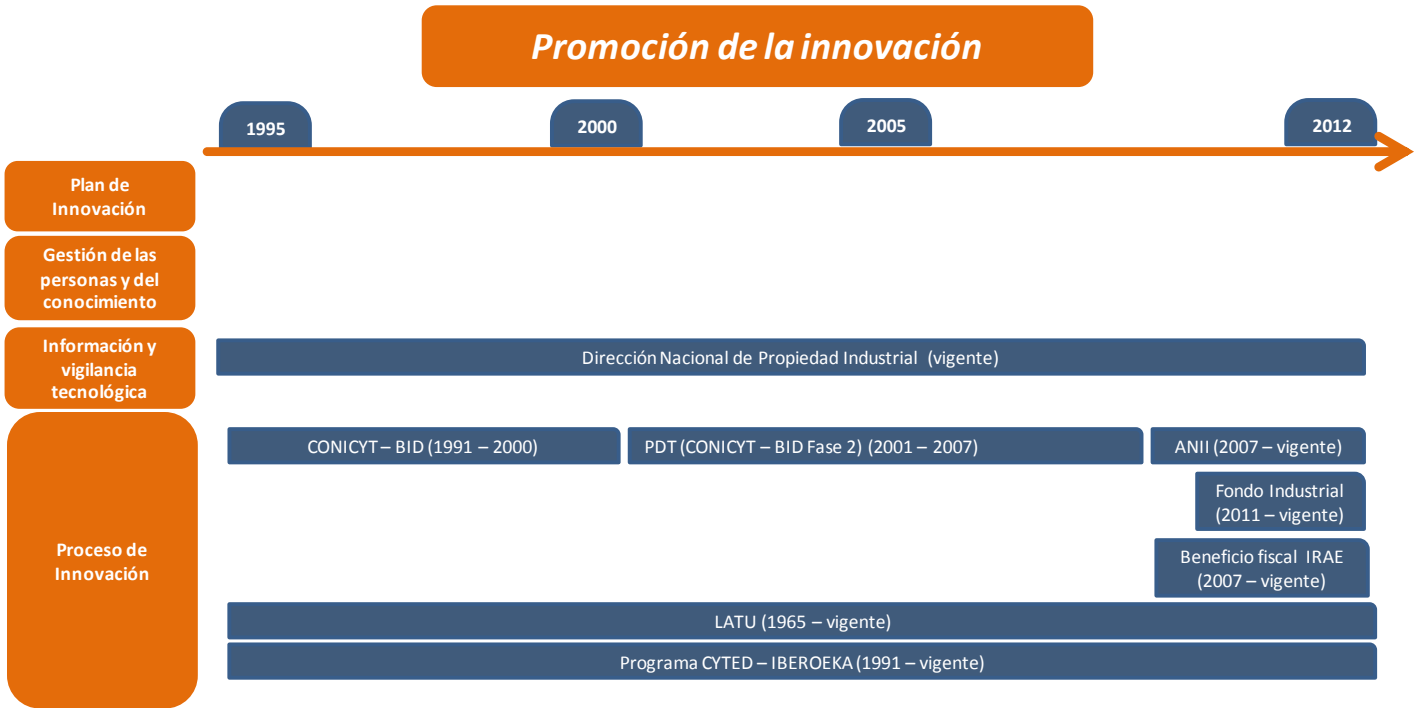 Promoción de la innovación
1995
2000
2005
2012
Plan de
Innovación
Gestión de las
personas y del
conocimiento
Información y
vigilancia
tecnológica
Dirección Nacional de Propiedad Industrial (vigente)
Proceso de
Innovación
CONICYT – BID (1991 – 2000)
PDT (CONICYT – BID Fase 2) (2001 – 2007)
ANII (2007 – vigente)
Fondo Industrial
(2011 – vigente)
Beneficio fiscal IRAE
(2007 – vigente)
LATU (1965 – vigente)
Programa CYTED – IBEROEKA (1991 – vigente)